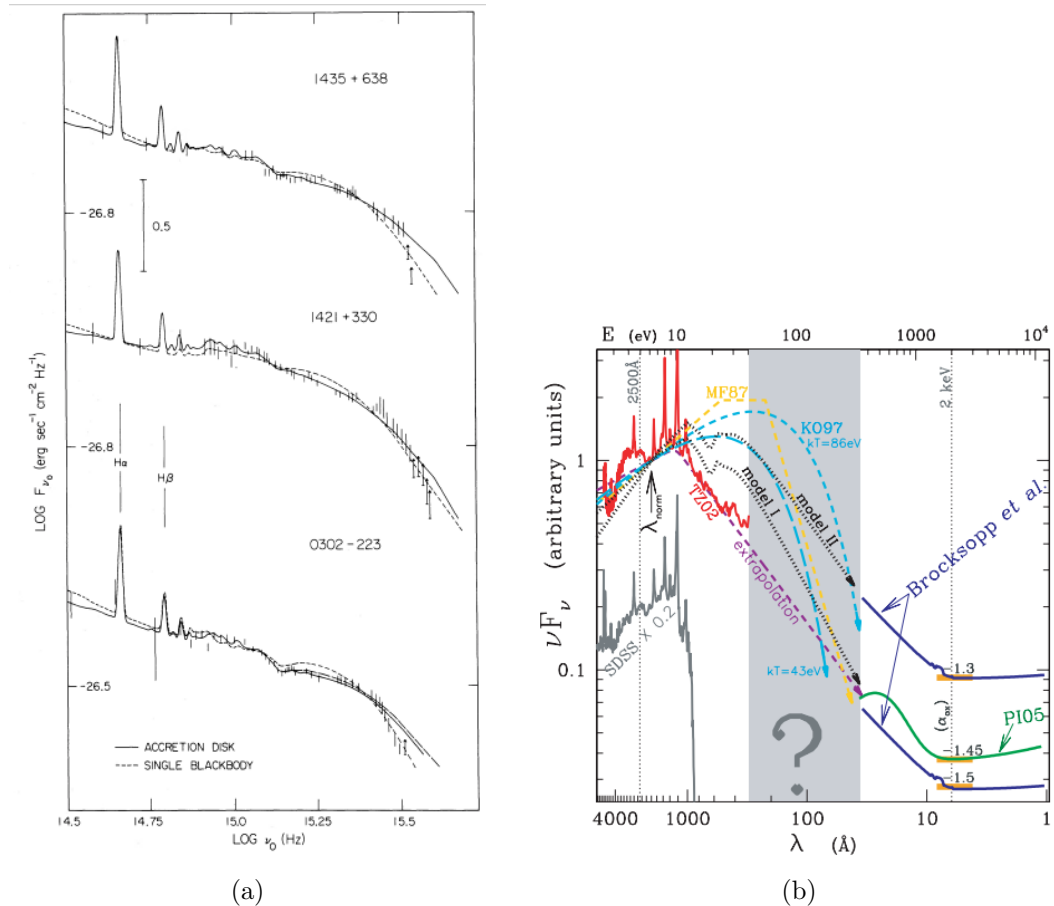 1435 + 638
-26.8
0.5
1421 + 330
-26.8
LOG Fν₀ (erg sec⁻¹ cm⁻² Hz⁻¹)
Hα
Hβ
0302 - 223
-26.5
ACCRETION DISK
SINGLE BLACKBODY
14.5 14.75 15.0 15.25 15.5
LOG ν₀ (Hz)
(a)
E (eV) 10 100 1000 10⁴
2500Å
2 keV
MF87
KO97
kT=86eV
1
νFν (arbitrary units)
λnorm
TZ02
model I
model II
extrapolation
Brocksopp et al
SDSS x 0.2
0.1
kT=43eV
-1.3
(αox)
PI05
-1.45
-1.5
?
4000 1000 100 10 1
λ (Å)
(b)